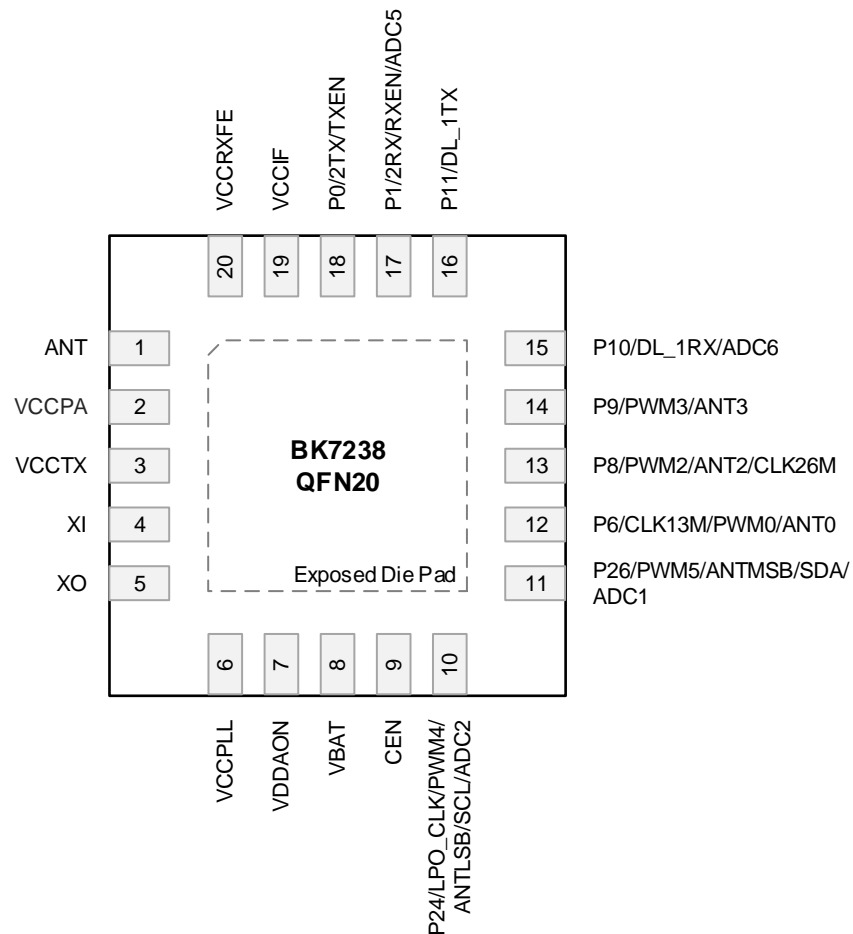 VCCRXFE
VCCIF
P0/2TX/TXEN
P1/2RX/RXEN/ADC5
P11/DL_1TX
20
19
18
17
16
ANT
1
VCCPA
2
VCCTX
3
XI
4
XO
5
BK7238
QFN20
Exposed Die Pad
15
P10/DL_1RX/ADC6
14
P9/PWM3/ANT3
13
P8/PWM2/ANT2/CLK26M
12
P6/CLK13M/PWM0/ANT0
11
P26/PWM5/ANTMSB/SDA/
ADC1
6
7
8
9
10
VCCPLL
VDDAON
VBAT
CEN
P24/LPO_CLK/PWM4/
ANTLSB/SCL/ADC2